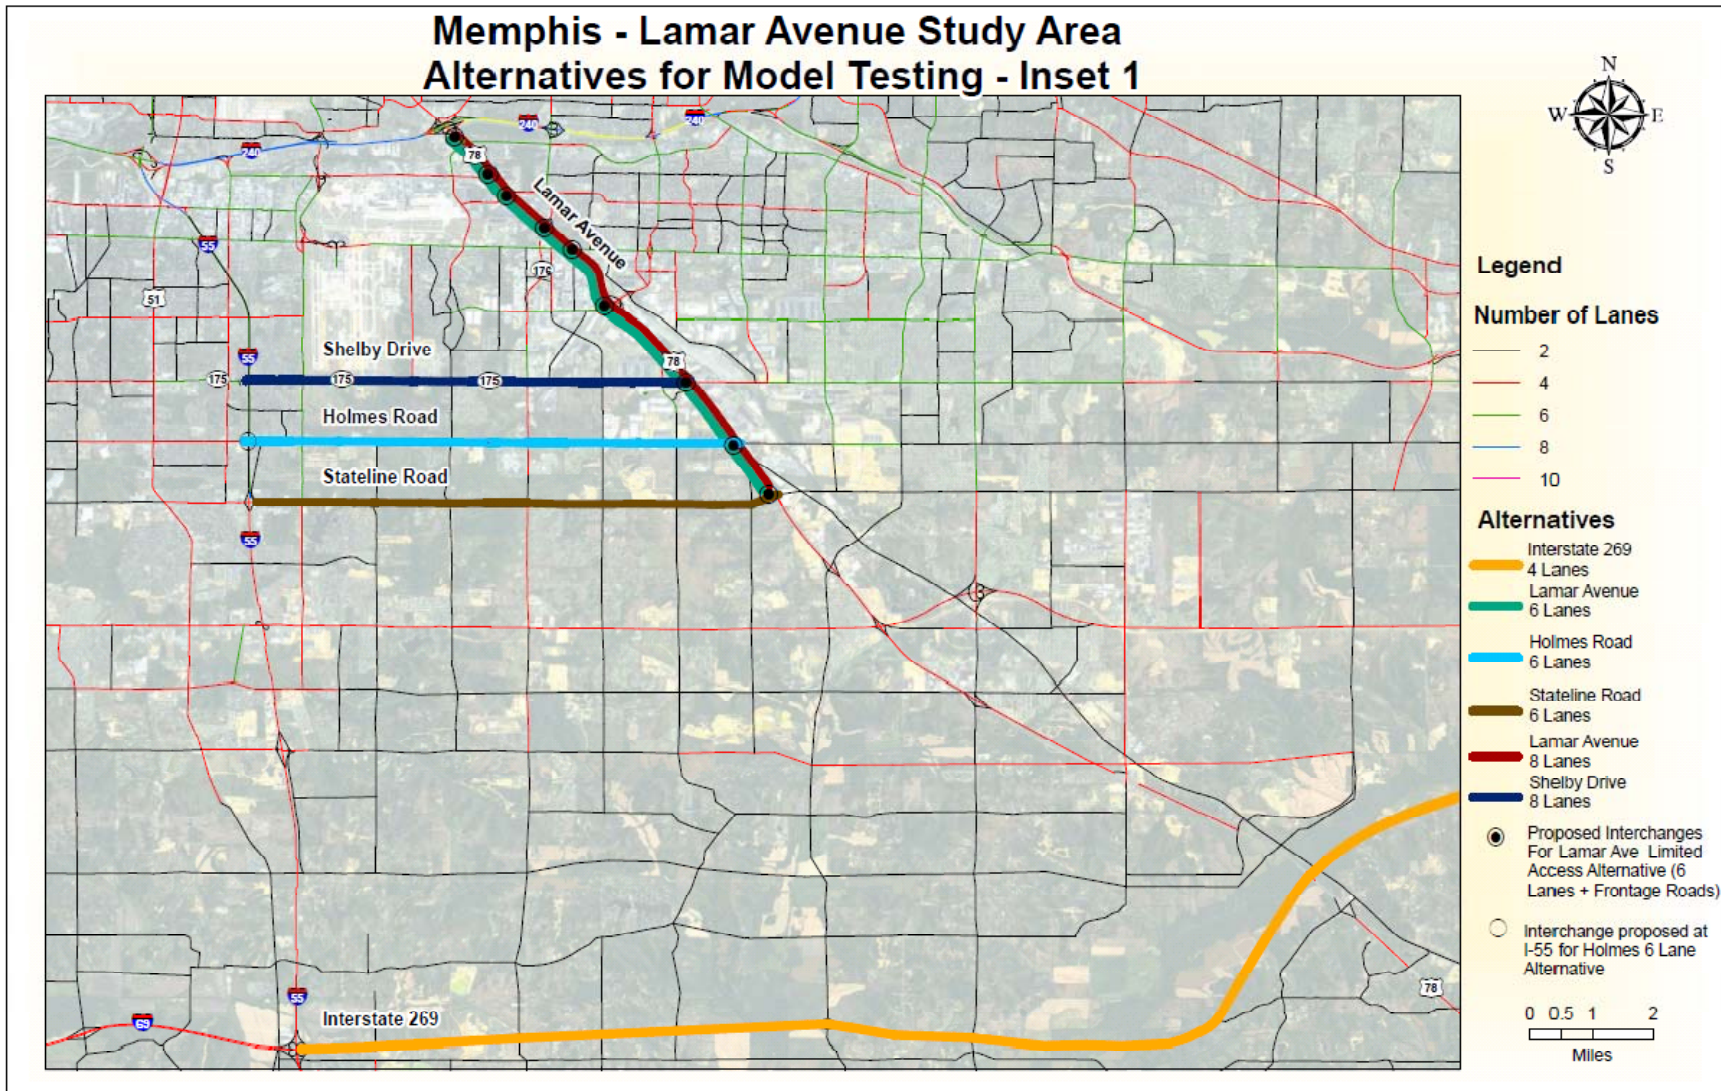 Memphis - Lamar Avenue Study Area
Alternatives for Model Testing - Inset 1
N
W E
S
240
240
240
78
Lamar Avenue
55
176
51
78
Shelby Drive
55
175
175
175
Holmes Road
Stateline Road
55
55
69
Interstate 269
78
Legend
Number of Lanes
2
4
6
8
10
Alternatives
Interstate 269
4 Lanes
Lamar Avenue
6 Lanes
Holmes Road
6 Lanes
Stateline Road
6 Lanes
Lamar Avenue
8 Lanes
Shelby Drive
8 Lanes
Proposed Interchanges
For Lamar Ave Limited
Access Alternative (6
Lanes + Frontage Roads)
Interchange proposed at
I-55 for Holmes 6 Lane
Alternative
0 0.5 1 2
Miles